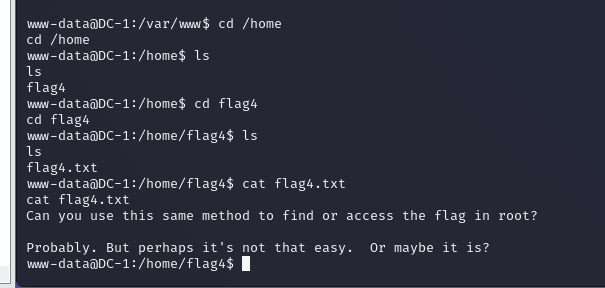 www-data@DC-1:/var/www$ cd /home
cd /home
www-data@DC-1:/home$ ls
ls
flag4
www-data@DC-1:/home$ cd flag4
cd flag4
www-data@DC-1:/home/flag4$ ls
ls
flag4.txt
www-data@DC-1:/home/flag4$ cat flag4.txt
cat flag4.txt
Can you use this same method to find or access the flag in root?
Probably. But perhaps it's not that easy.  Or maybe it is?
www-data@DC-1:/home/flag4$